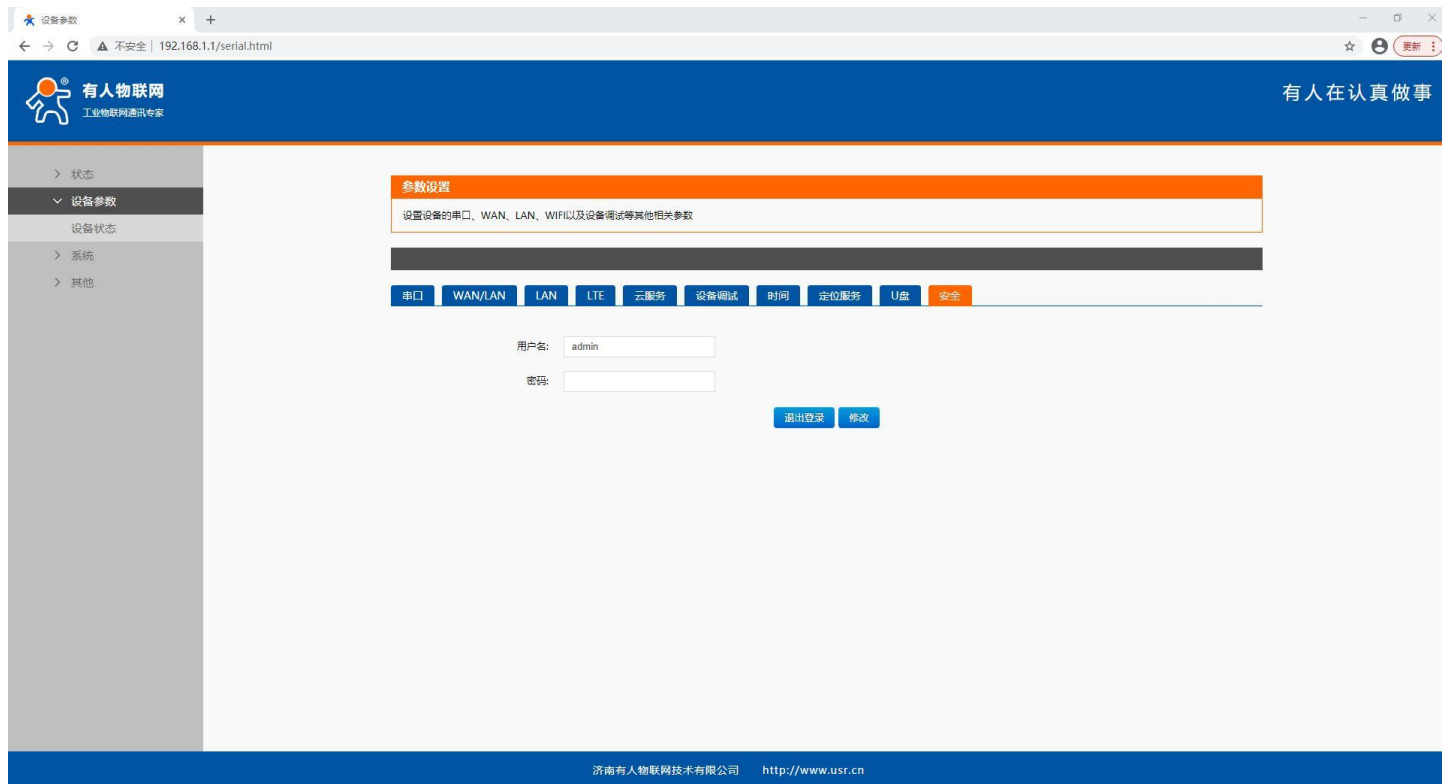 设备参数
不安全 | 192.168.1.1/serial.html
更新
有人物联网
®
工业物联网通讯专家
有人在认真做事
状态
设备参数
设备状态
系统
其他
参数设置
设置设备的串口、WAN、LAN、WIFI以及设备调试等其他相关参数
串口 WAN/LAN LAN LTE 云服务 设备调试 时间 定位服务 U盘 安全
用户名: admin
密码:
退出登录 修改
济南有人物联网技术有限公司 http://www.usr.cn